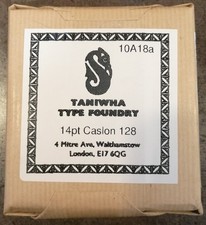 10A18a
TANIWHA
TYPE FOUNDRY
14pt Caslon 128
4 Mitre Ave, Walthamstow
London, E17 6QG